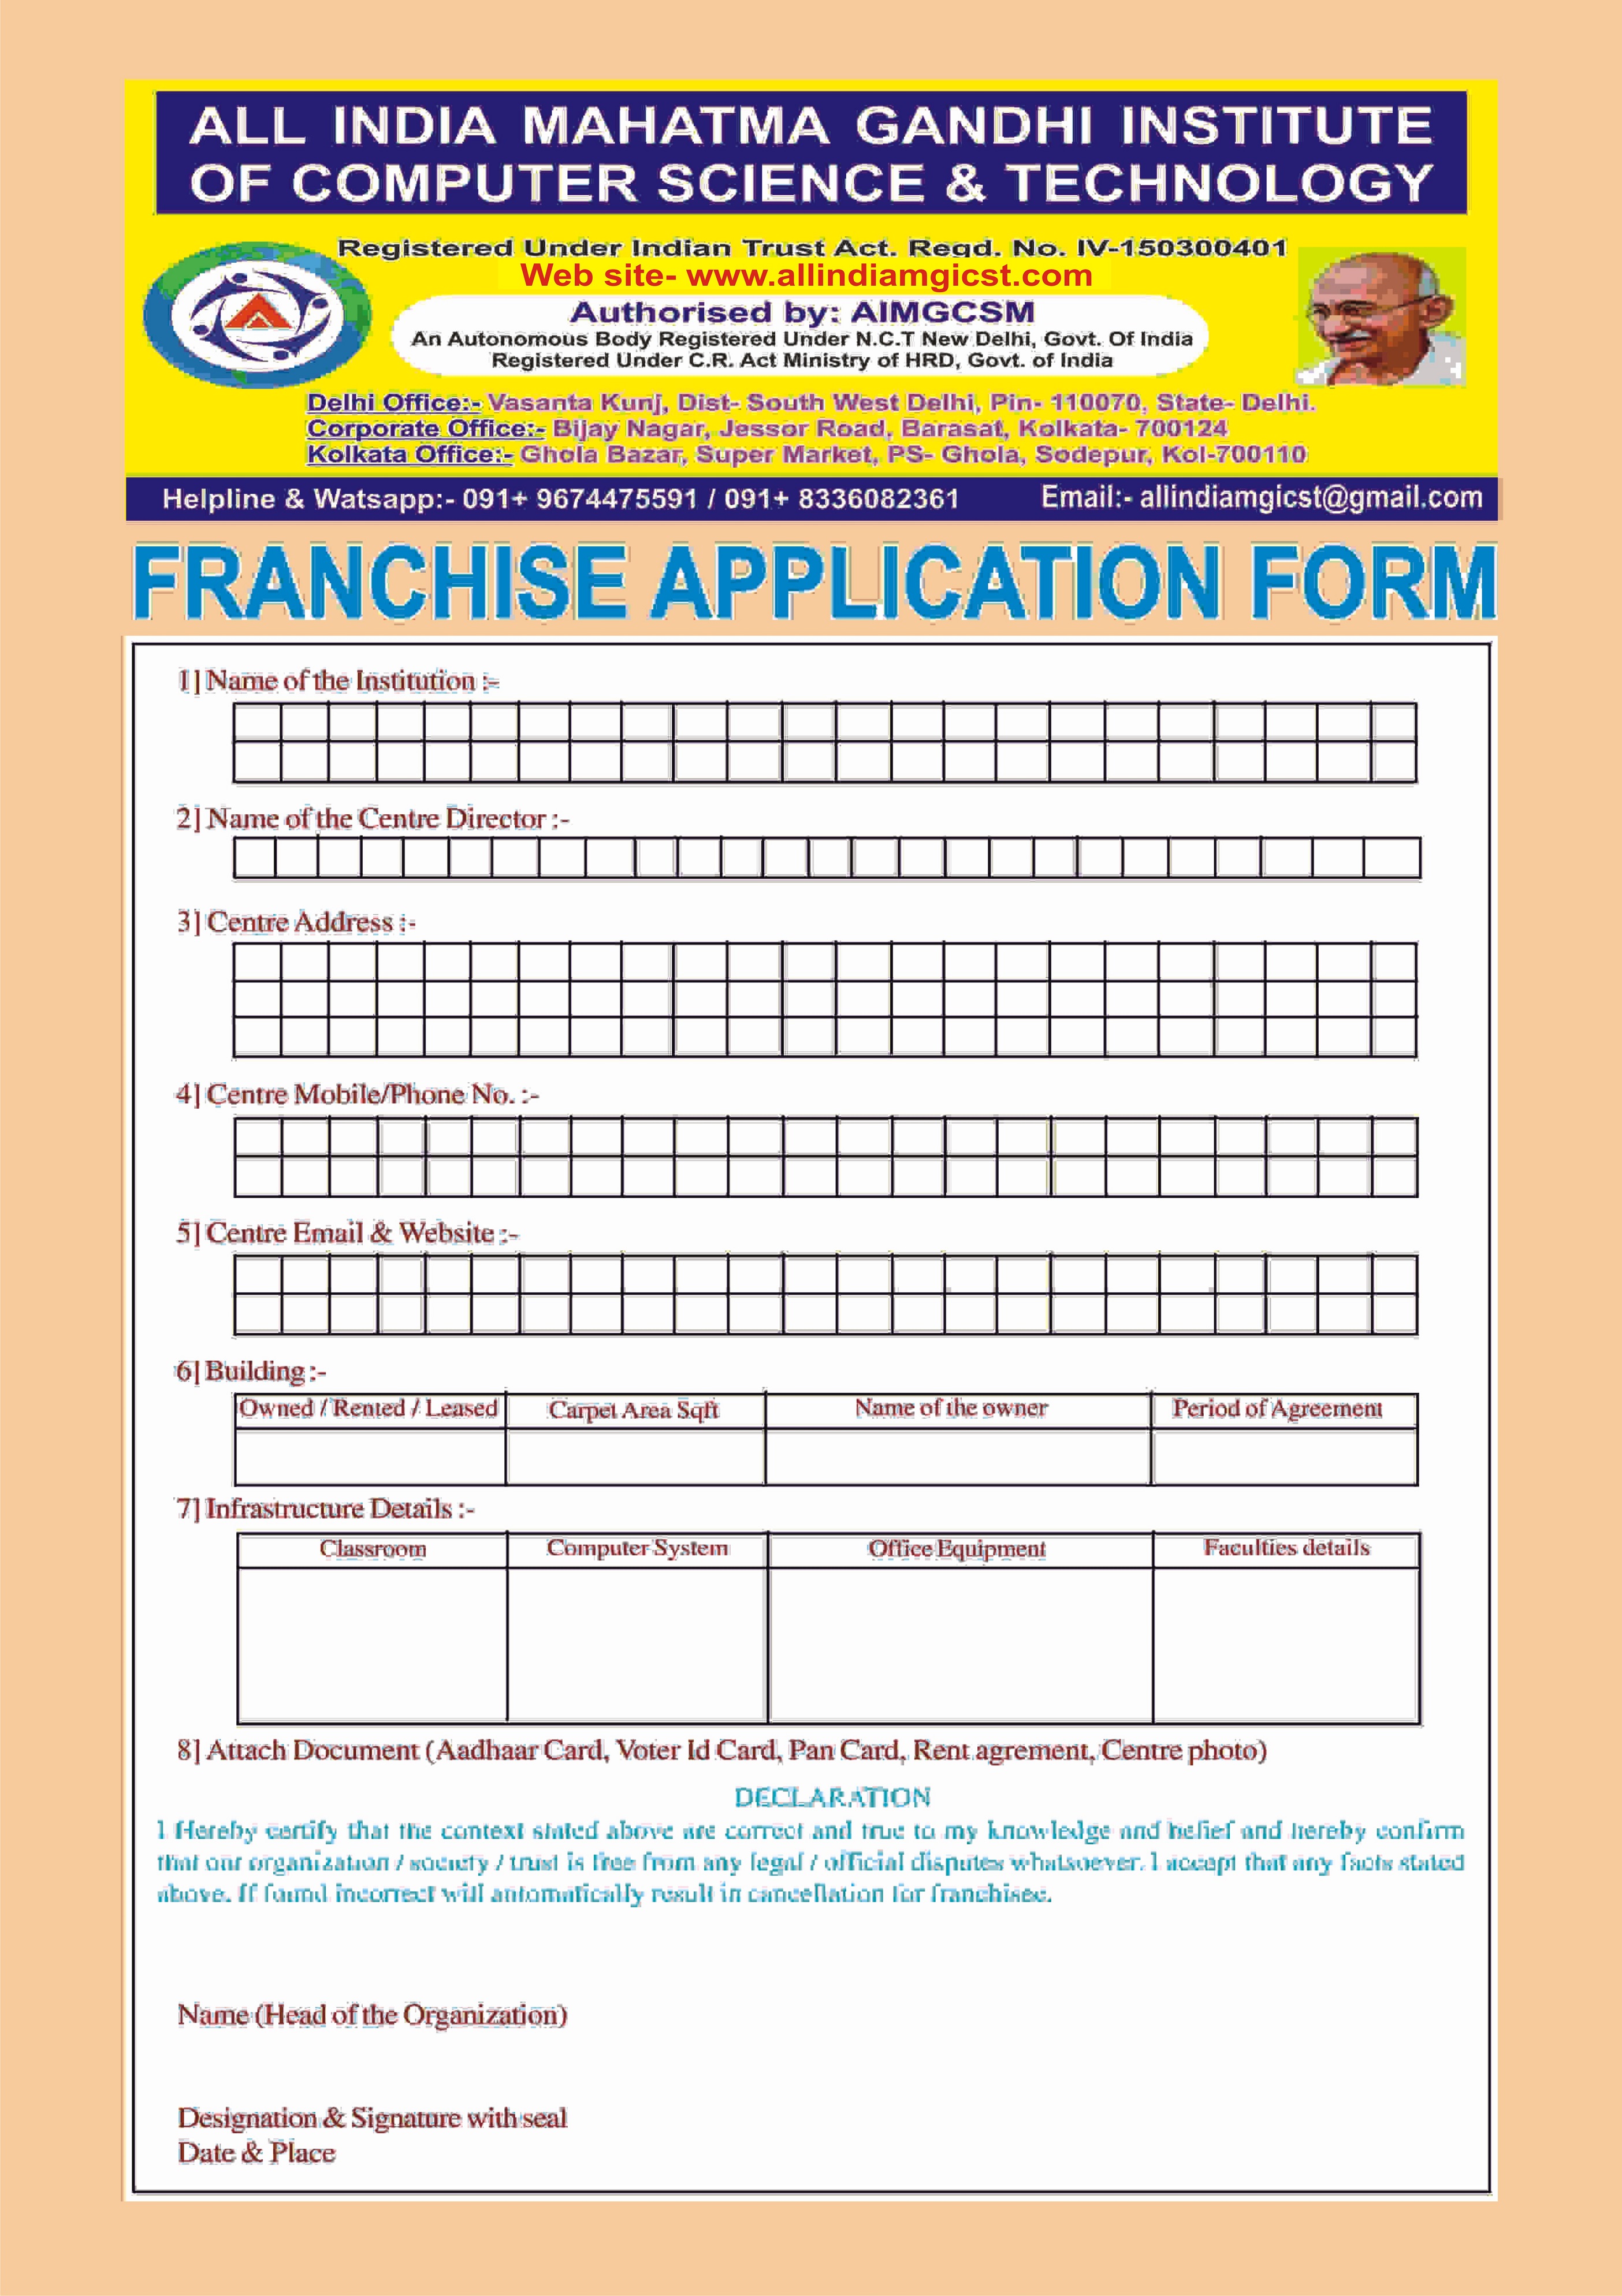 ALL INDIA MAHATMA GANDHI INSTITUTE
OF COMPUTER SCIENCE & TECHNOLOGY
Registered Under Indian Trust Act. Regd. No. IV-150300401
Web site- www.allindiamgicst.com
Authorised by: AIMGCSM
An Autonomous Body Registered Under N.C.T New Delhi, Govt. Of India
Registered Under C.R. Act Ministry of HRD, Govt. of India
Delhi Office:- Vasanta Kunj, Dist- South West Delhi, Pin- 110070, State- Delhi.
Corporate Office:- Bijay Nagar, Jessor Road, Barasat, Kolkata- 700124
Kolkata Office:- Ghola Bazar, Super Market, PS- Ghola, Sodepur, Kol-700110
Helpline & Watsapp:- 091+ 9674475591 / 091+ 8336082361 Email:- allindiamgicst@gmail.com
FRANCHISE APPLICATION FORM
1] Name of the Institution :-
2] Name of the Centre Director :-
3] Centre Address :-
4] Centre Mobile/Phone No. :-
5] Centre Email & Website :-
6] Building :-
Owned / Rented / Leased Carpet Area Sqft Name of the owner Period of Agreement
7] Infrastructure Details :-
Classroom Computer System Office Equipment Faculties details
8] Attach Document (Aadhaar Card, Voter Id Card, Pan Card, Rent agrement, Centre photo)
DECLARATION
I Hereby certify that the context stated above are correct and true to my knowledge and belief and hereby confirm
that our organization / society / trust is free from any legal / official disputes whatsoever. I accept that any facts stated
above. If found incorrect will automatically result in cancellation for franchisee.
Name (Head of the Organization)
Designation & Signature with seal
Date & Place